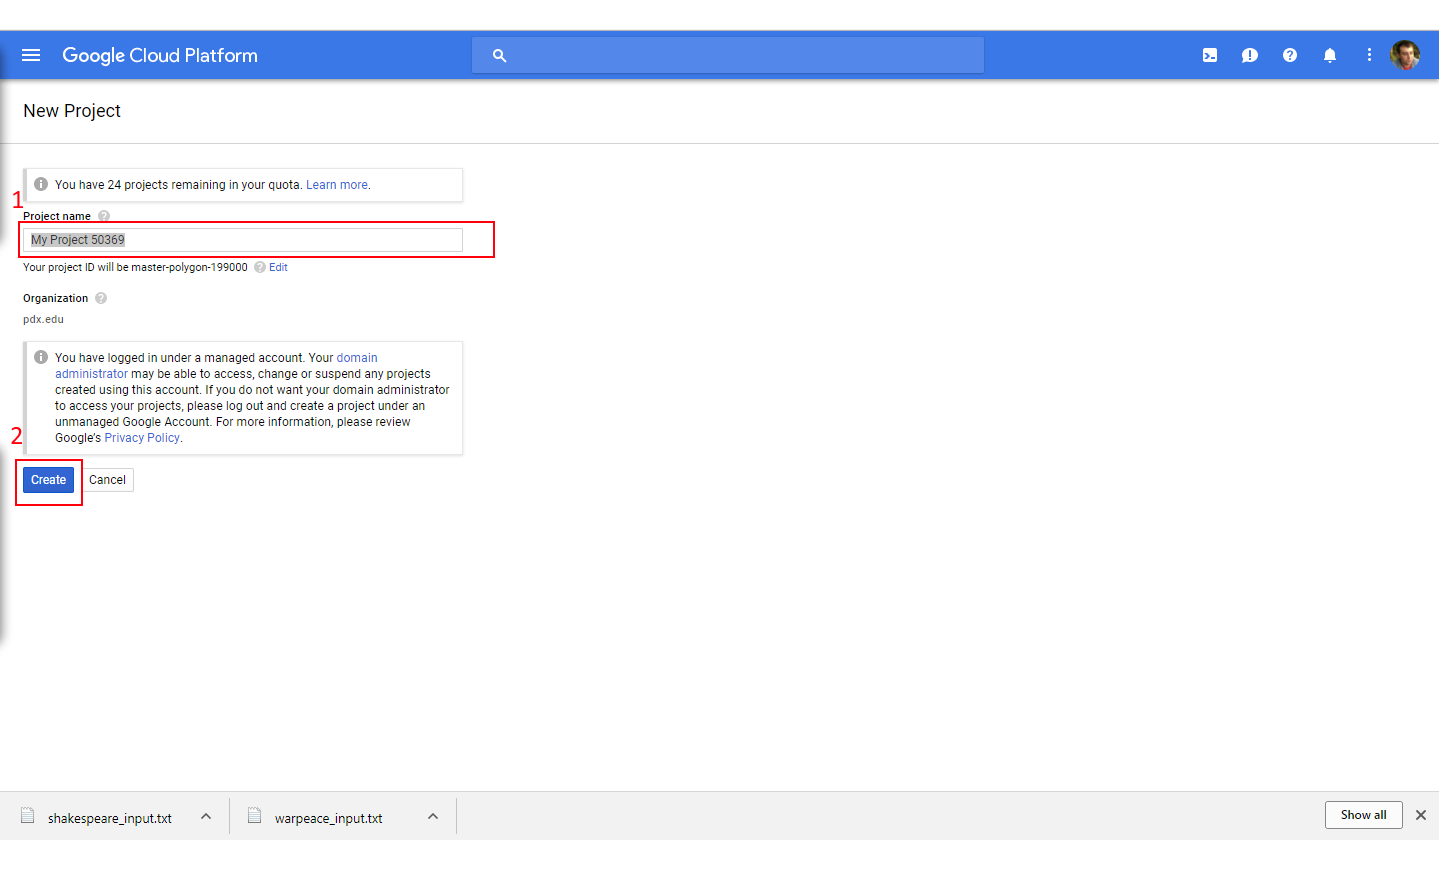 Google Cloud Platform
New Project
You have 24 projects remaining in your quota. Learn more.
1
Project name
My Project 50369
Your project ID will be master-polygon-199000 Edit
Organization
pdx.edu
You have logged in under a managed account. Your domain
administrator may be able to access, change or suspend any projects
created using this account. If you do not want your domain administrator
to access your projects, please log out and create a project under an
unmanaged Google Account. For more information, please review
Google's Privacy Policy.
2
Create Cancel
shakespeare_input.txt warpeace_input.txt Show all